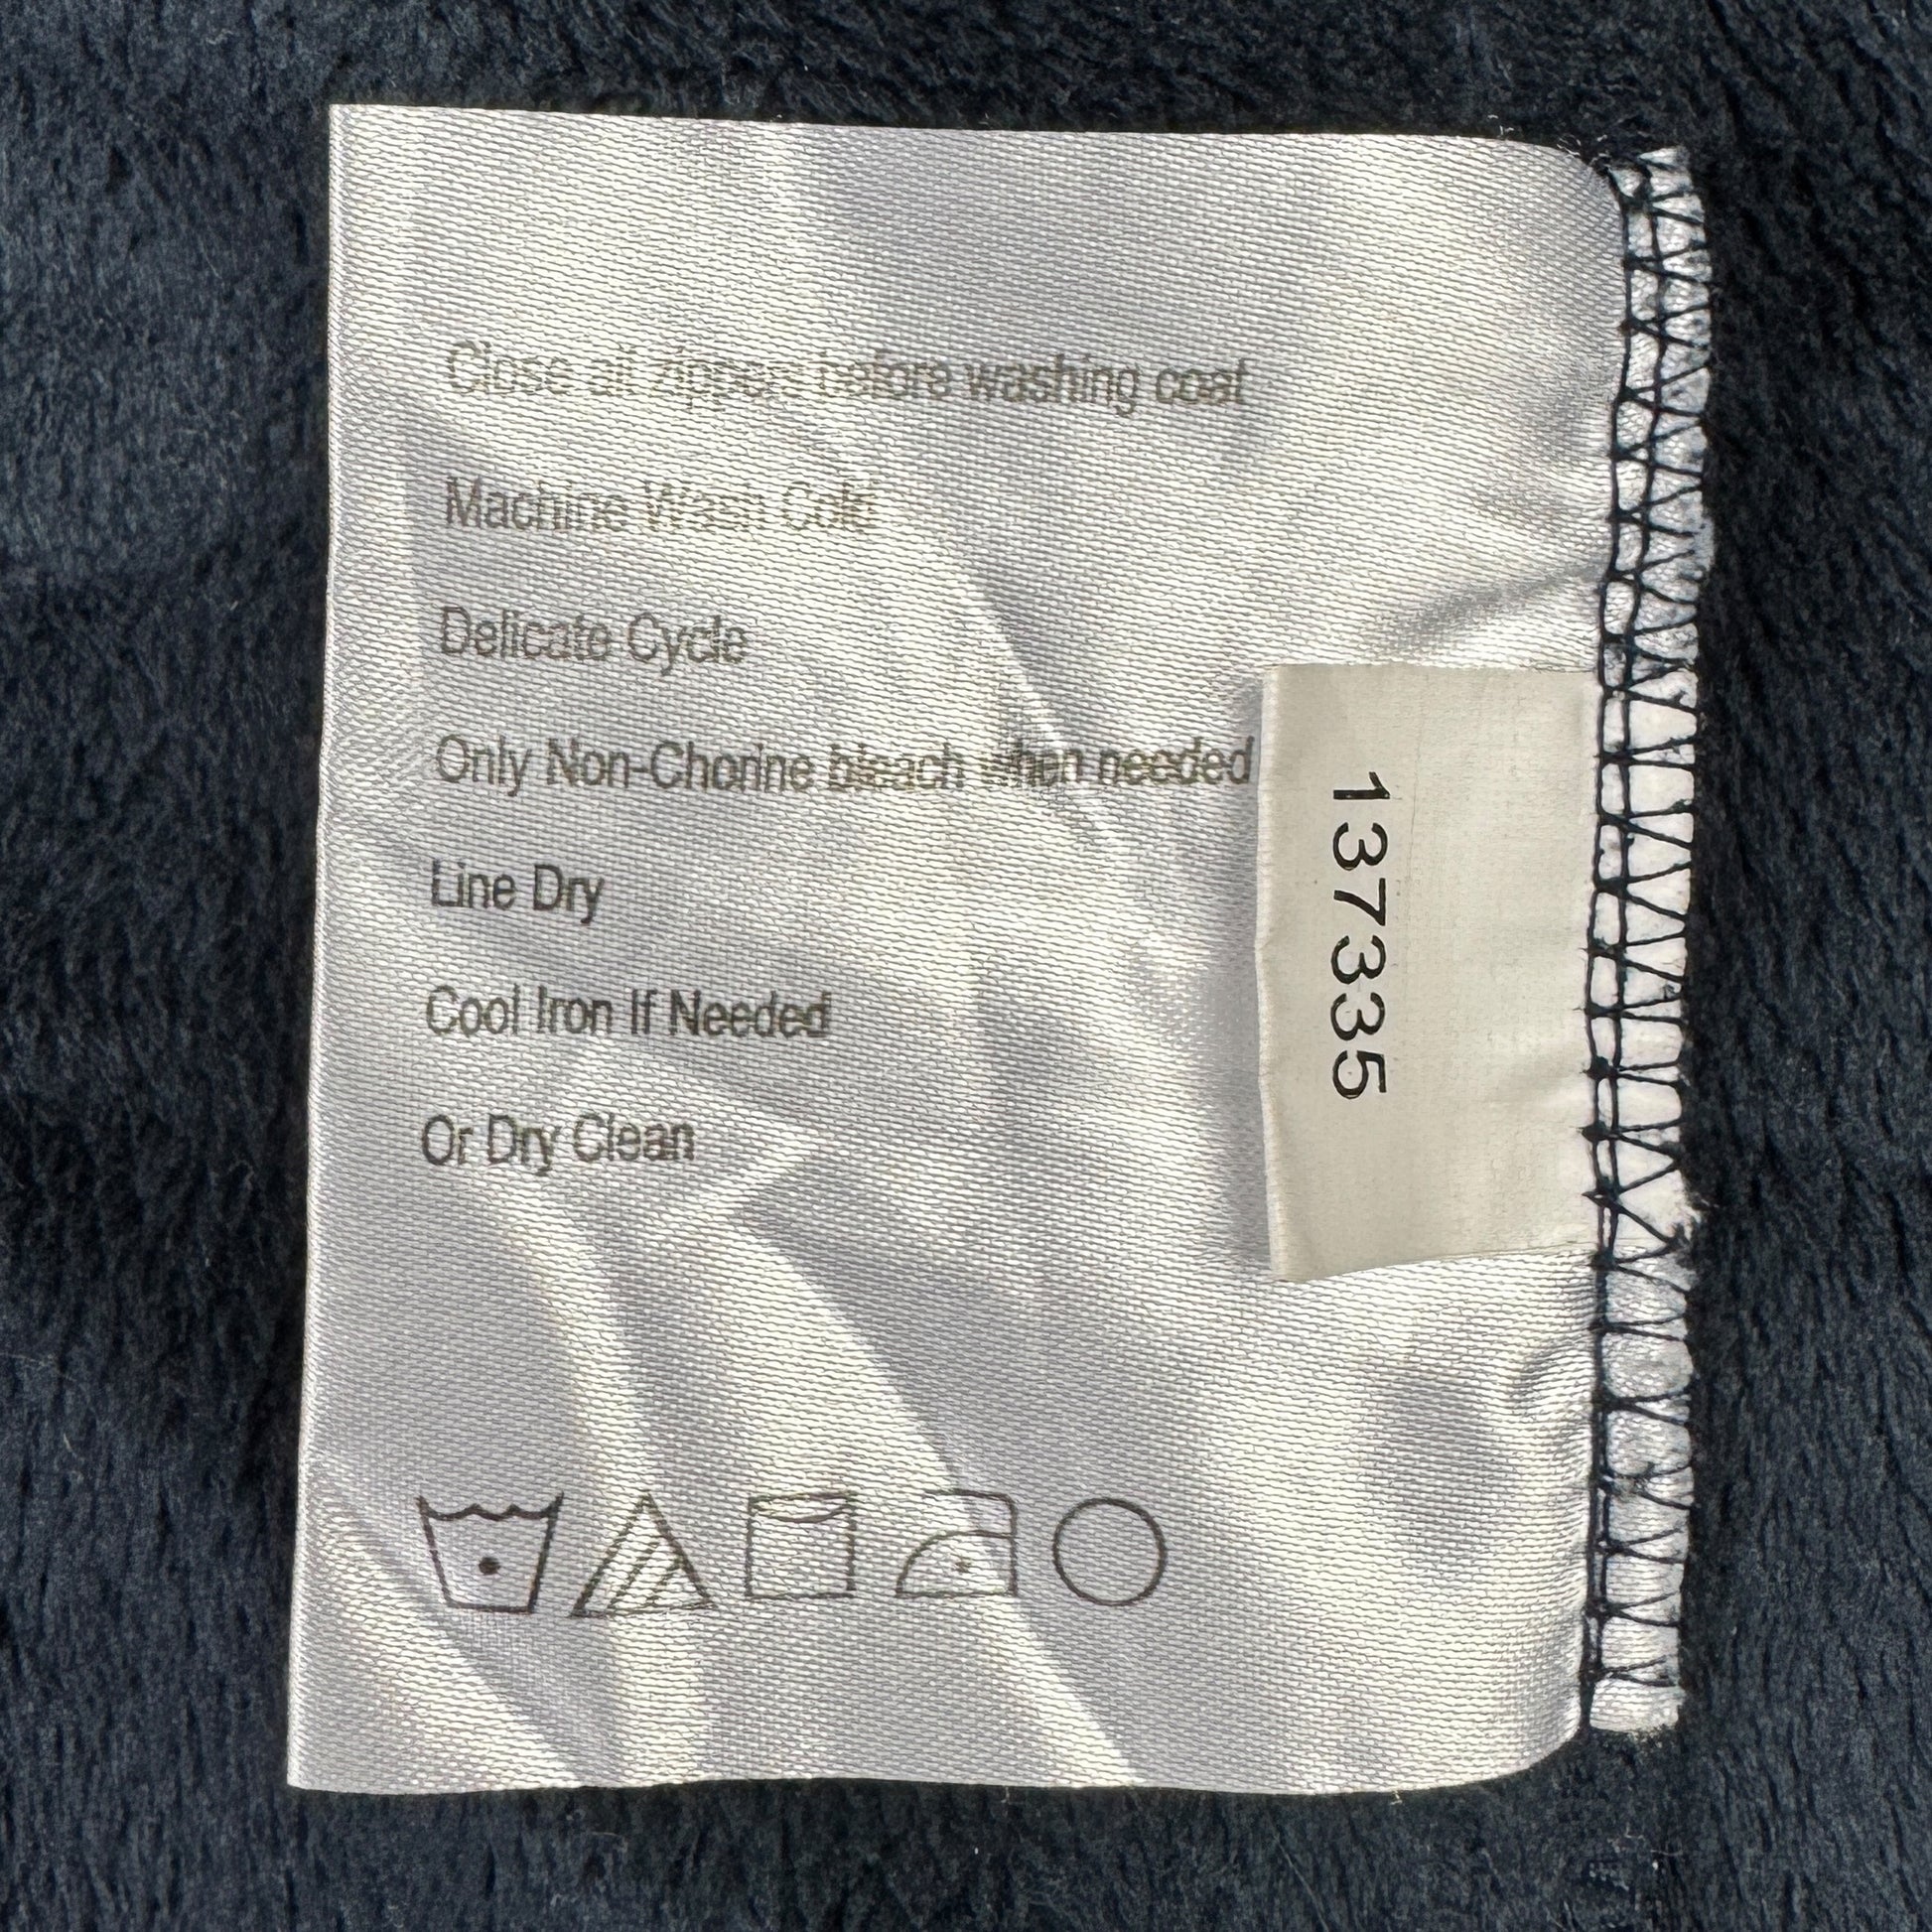 Close all zippers before washing coat
Machine Wash Cold
Delicate Cycle
Only Non-Chorine bleach when needed
Line Dry
Cool Iron If Needed
Or Dry Clean
137335